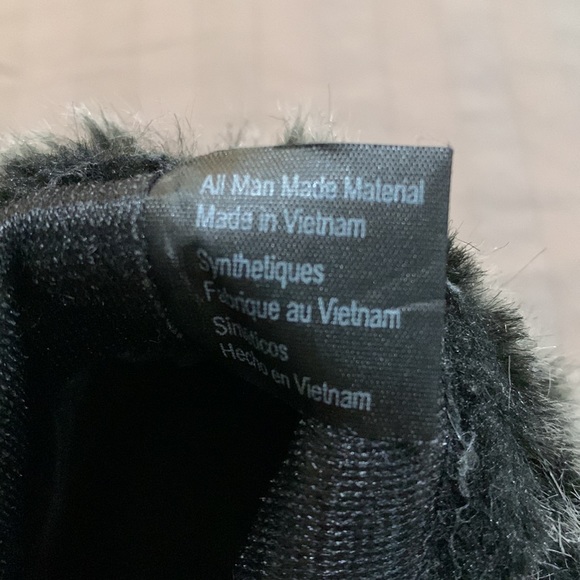 All Man Made Material
Made in Vietnam
Synthetiques
Fabrique au Vietnam
Sinteticos
Hecho en Vietnam